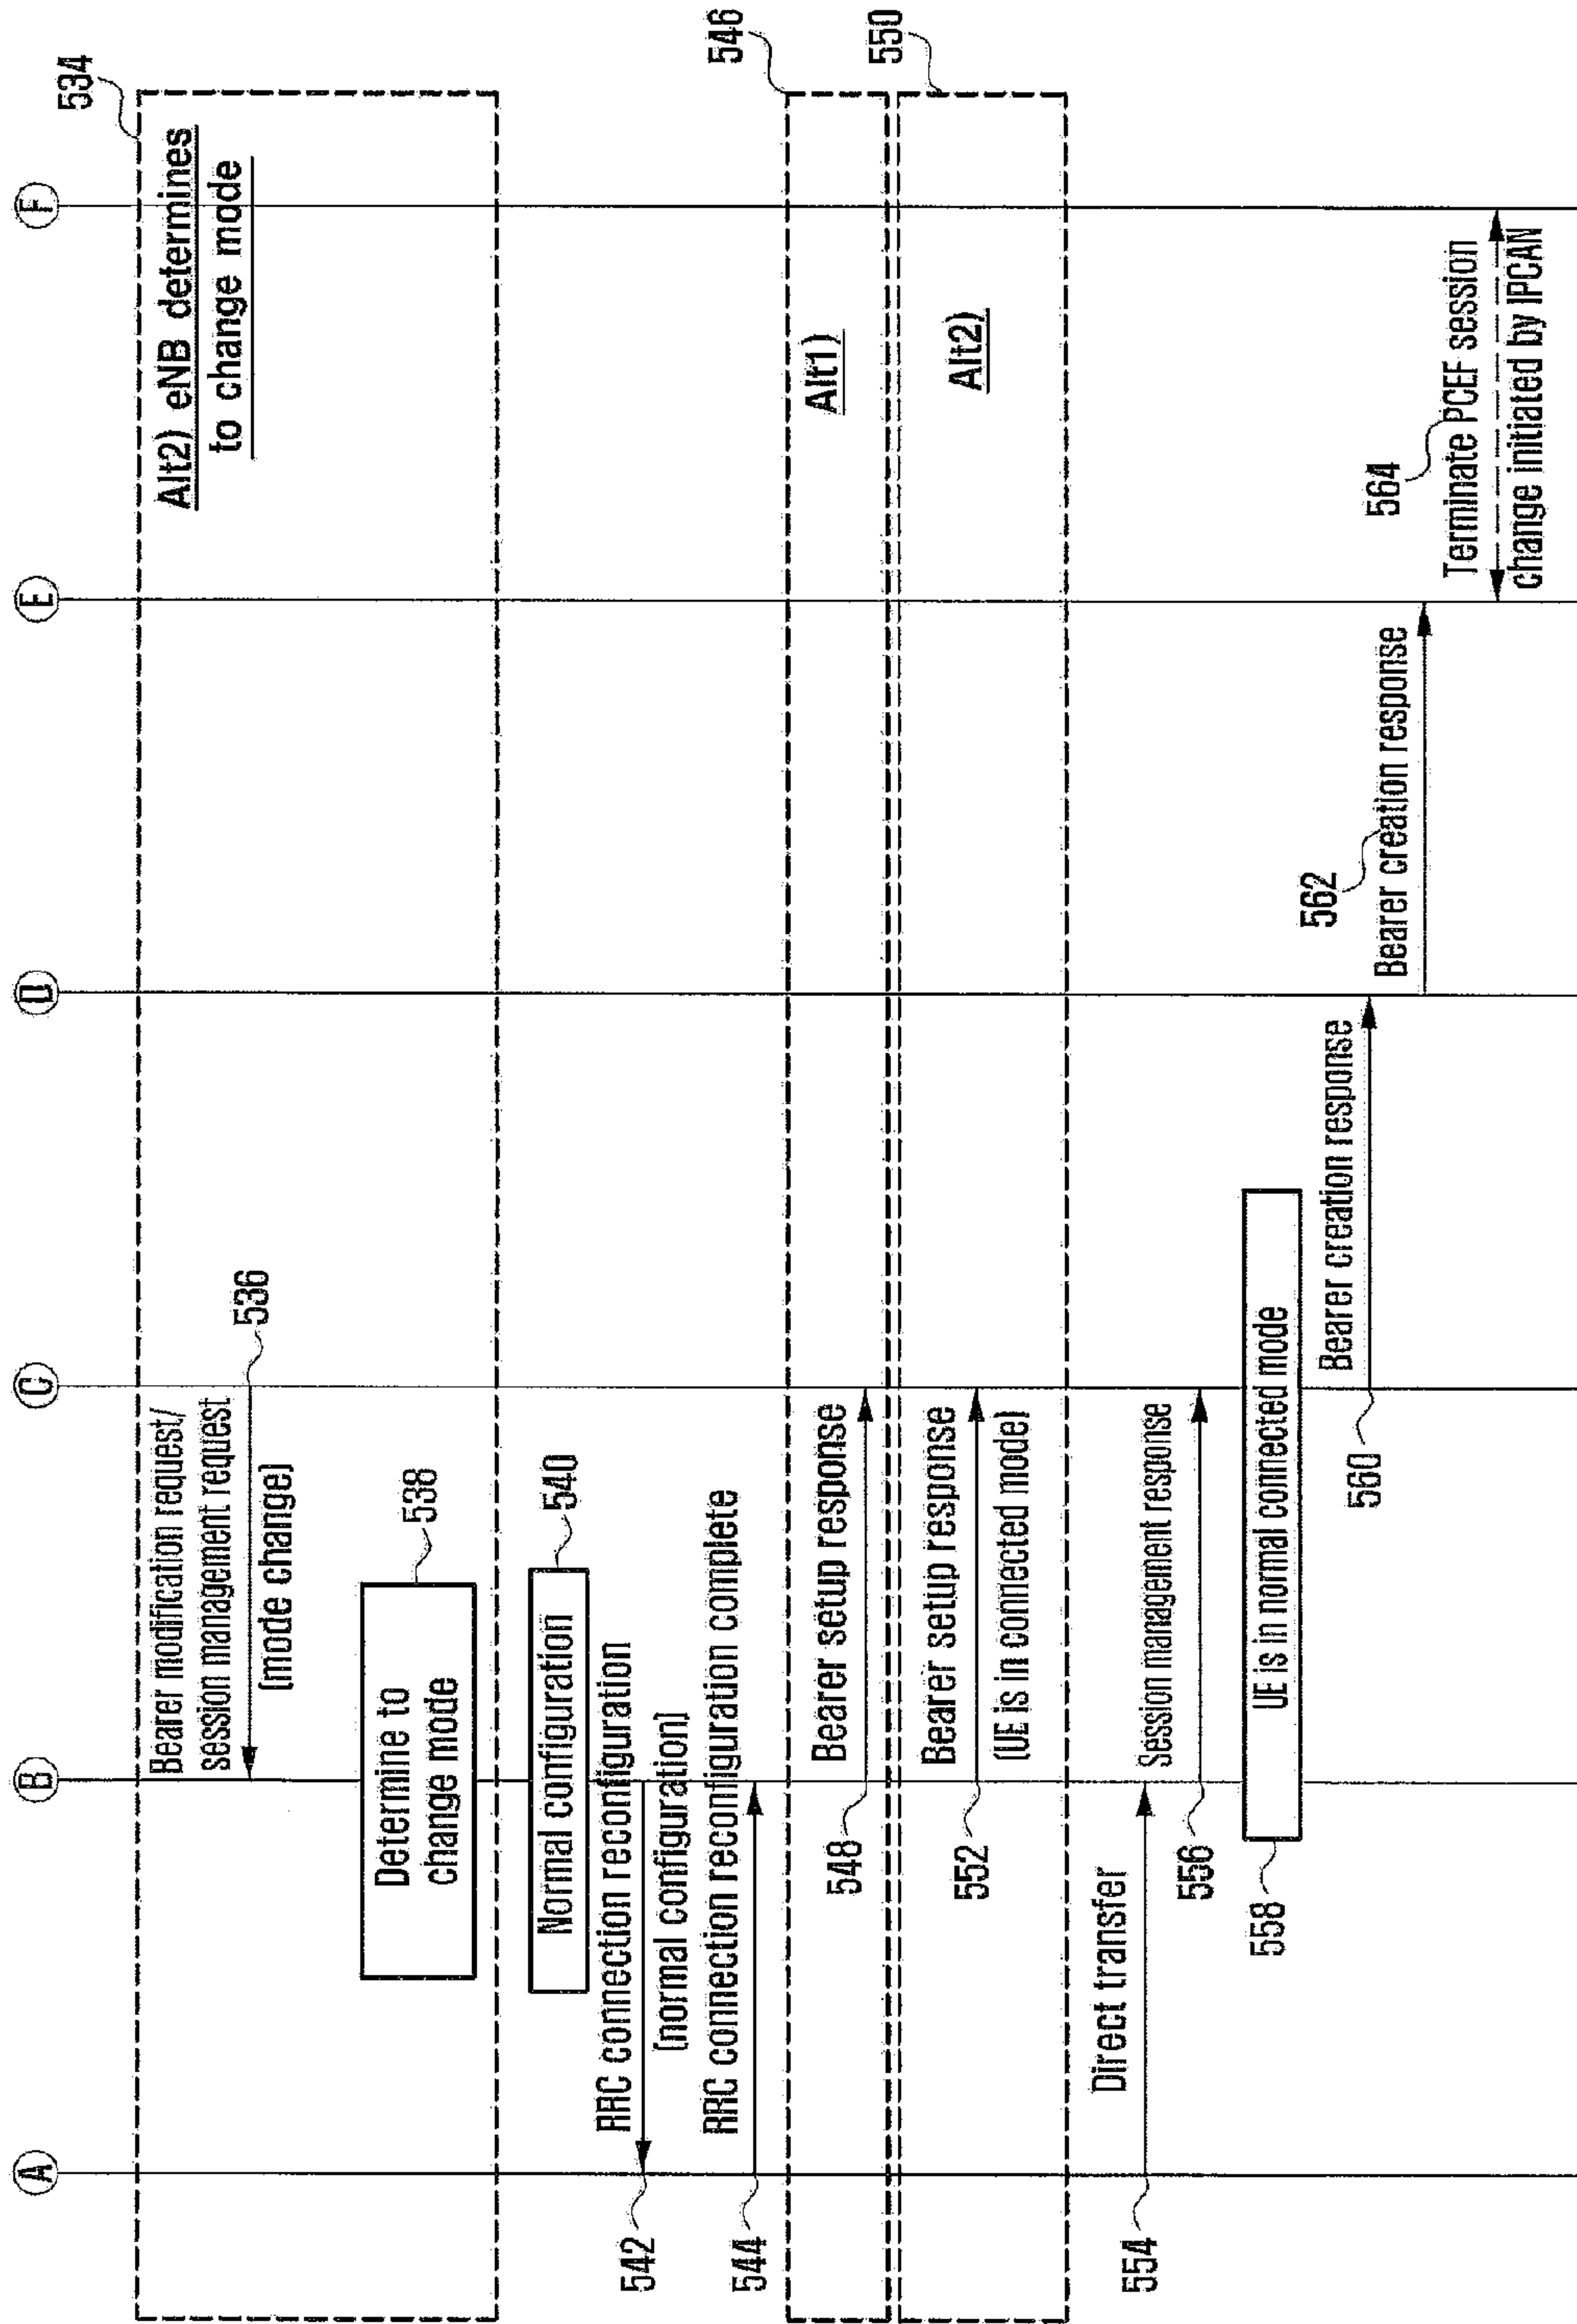 A
B
C
D
E
F
534
Alt2) eNB determines
to change mode
536
Bearer modification request/
session management request
(mode change)
538
Determine to
change mode
540
Normal configuration
RRC connection reconfiguration
(normal configuration)
542
RRC connection reconfiguration complete
544
546
Alt1)
Bearer setup response
548
550
Alt2)
Bearer setup response
(UE is in connected mode)
552
Direct transfer
554
Session management response
556
UE is in normal connected mode
558
Bearer creation response
560
Bearer creation response
562
564
Terminate PCEF session
change initiated by IPCAN